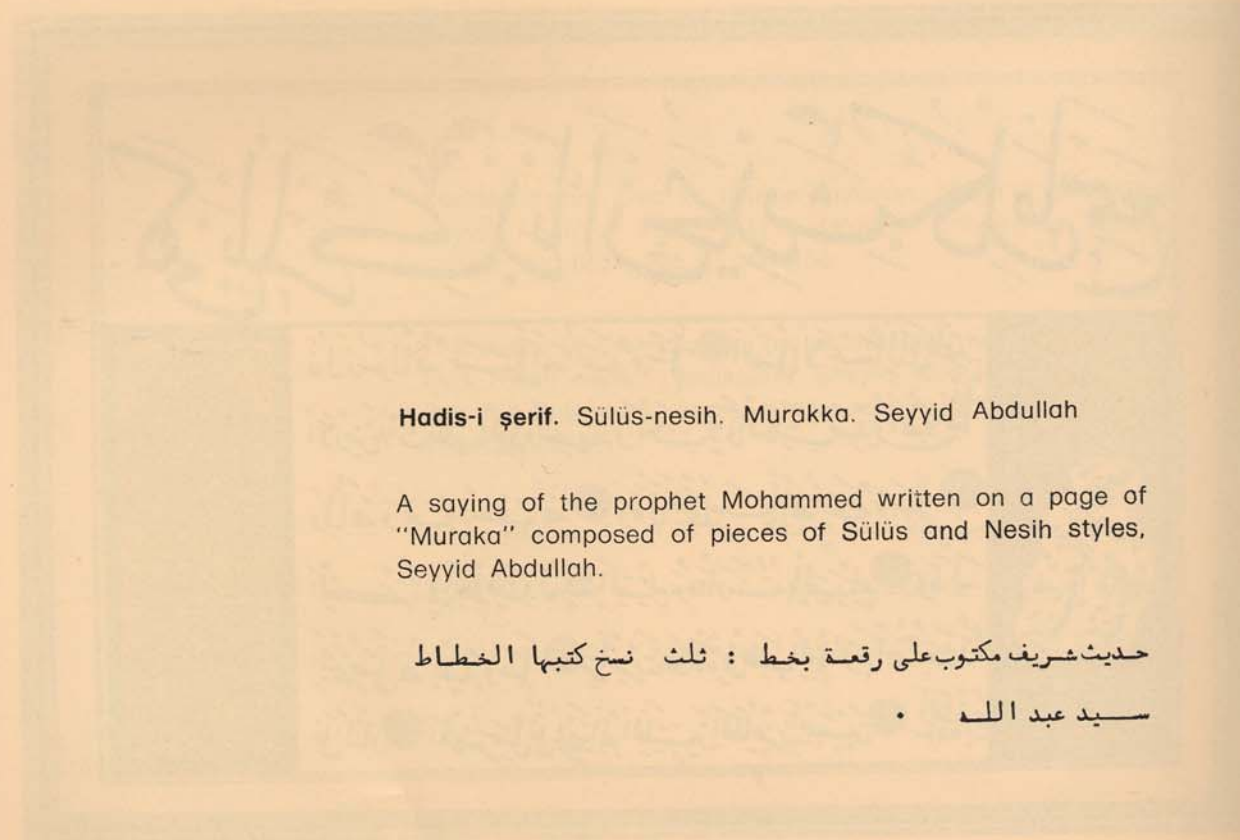 Hadis-i şerif. Sülüs-nesih. Murakka. Seyyid Abdullah
A saying of the prophet Mohammed written on a page of
“Muraka” composed of pieces of Sülüs and Nesih styles,
Seyyid Abdullah.
حديث شريف مكتوب على رقعة بخط : ثلث نسخ كتبها الخطاط
سيد عبد الله .